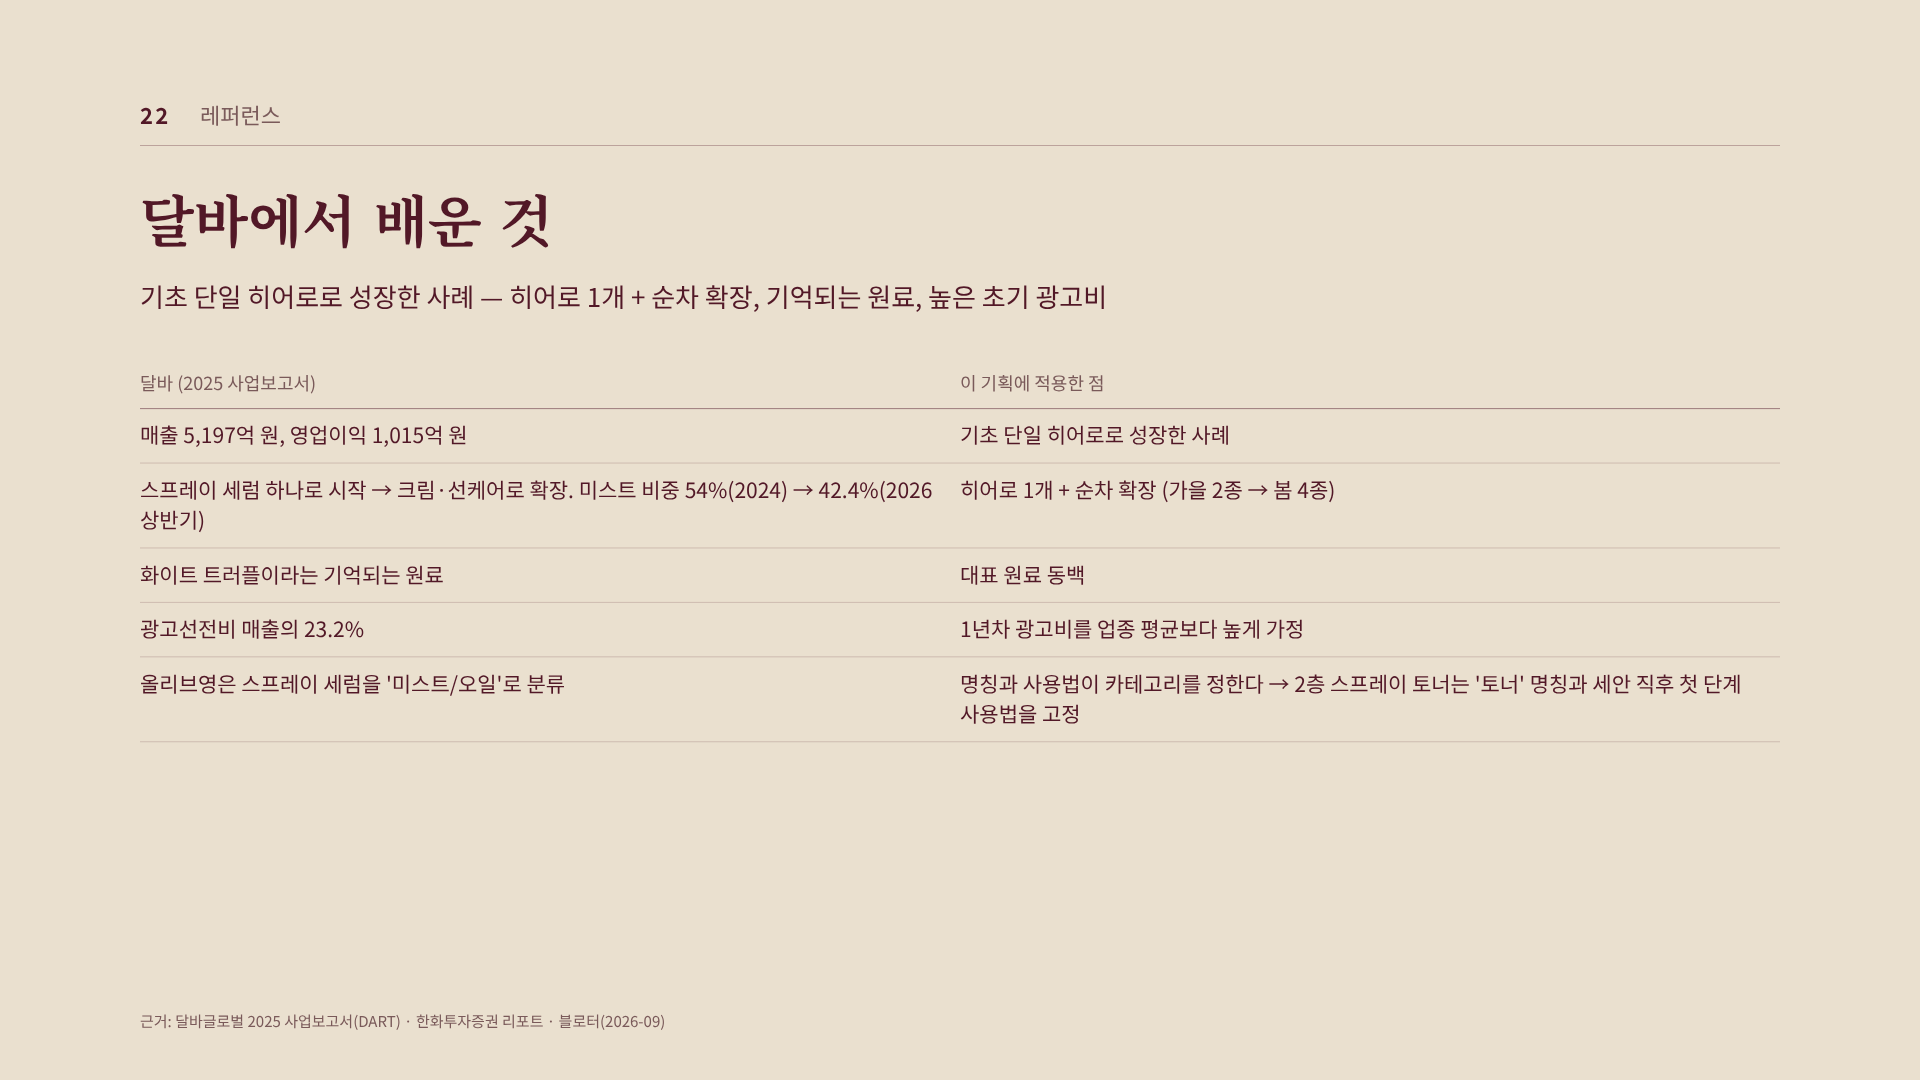 22 레퍼런스
달바에서 배운 것
기초 단일 히어로로 성장한 사례 — 히어로 1개 + 순차 확장, 기억되는 원료, 높은 초기 광고비
달바 (2025 사업보고서)
이 기획에 적용한 점
매출 5,197억 원, 영업이익 1,015억 원
기초 단일 히어로로 성장한 사례
스프레이 세럼 하나로 시작 → 크림·선케어로 확장. 미스트 비중 54%(2024) → 42.4%(2026
상반기)
히어로 1개 + 순차 확장 (가을 2종 → 봄 4종)
화이트 트러플이라는 기억되는 원료
대표 원료 동백
광고선전비 매출의 23.2%
1년차 광고비를 업종 평균보다 높게 가정
올리브영은 스프레이 세럼을 '미스트/오일'로 분류
명칭과 사용법이 카테고리를 정한다 → 2층 스프레이 토너는 '토너' 명칭과 세안 직후 첫 단계
사용법을 고정
근거: 달바글로벌 2025 사업보고서(DART) · 한화투자증권 리포트 · 블로터(2026-09)